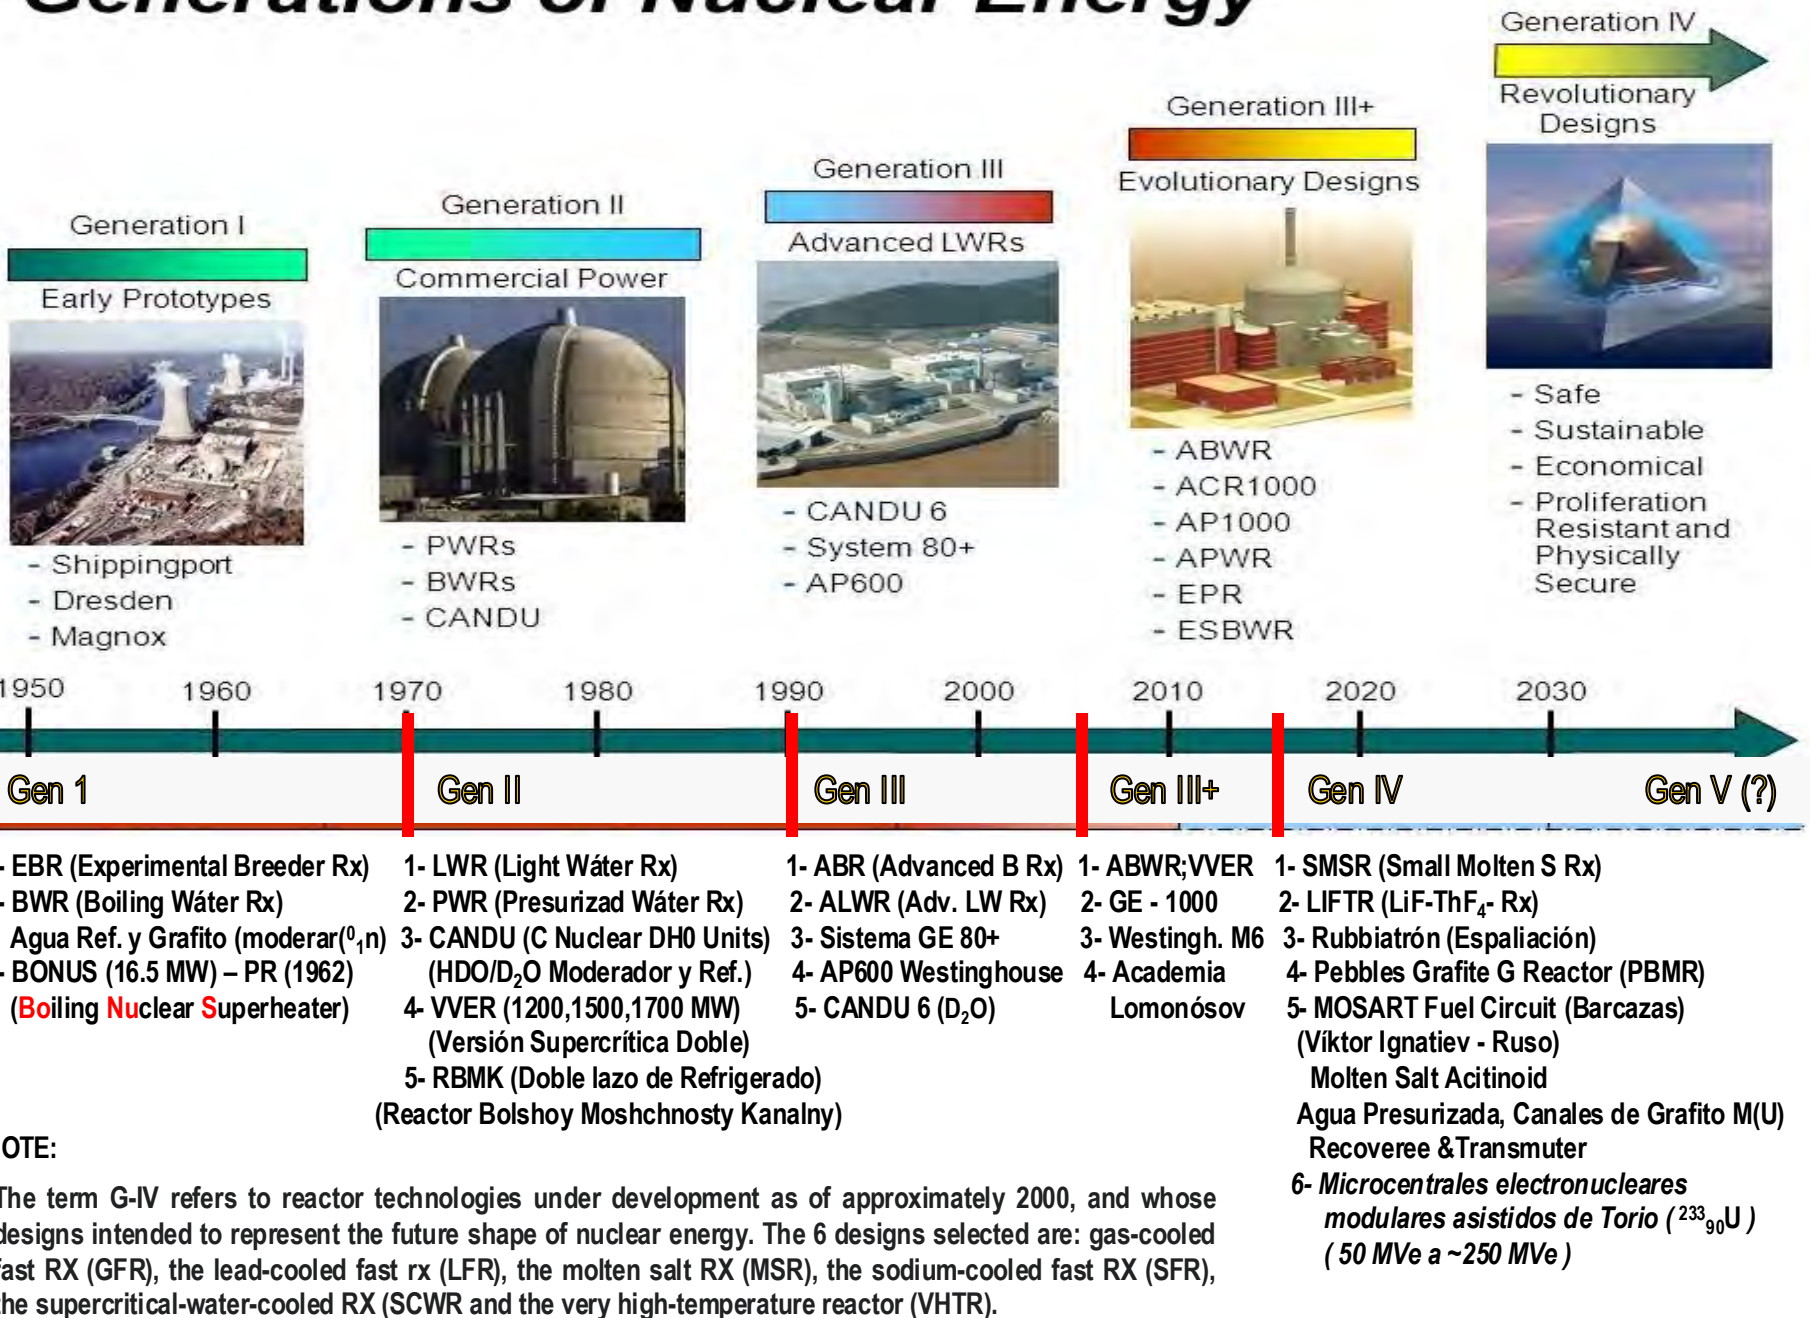 Generations of Nuclear Energy
Generation I
Early Prototypes
- Shippingport
- Dresden
- Magnox
Generation II
Commercial Power
- PWRs
- BWRs
- CANDU
Generation III
Advanced LWRs
- CANDU 6
- System 80+
- AP600
Generation III+
Evolutionary Designs
- ABWR
- ACR1000
- AP1000
- APWR
- EPR
- ESBWR
Generation IV
Revolutionary
Designs
- Safe
- Sustainable
- Economical
- Proliferation
Resistant and
Physically
Secure
1950 1960 1970 1980 1990 2000 2010 2020 2030
Gen 1 Gen II Gen III Gen III+ Gen IV Gen V (?)
- EBR (Experimental Breeder Rx)
- BWR (Boiling Wáter Rx)
Agua Ref. y Grafito (moderar(⁰₁n)
- BONUS (16.5 MW) – PR (1962)
(Boiling Nuclear Superheater)
1- LWR (Light Wáter Rx)
2- PWR (Presurizad Wáter Rx)
3- CANDU (C Nuclear DH0 Units)
(HDO/D₂O Moderador y Ref.)
4- VVER (1200,1500,1700 MW)
(Versión Supercrítica Doble)
5- RBMK (Doble lazo de Refrigerado)
(Reactor Bolshoy Moshchnosty Kanalny)
1- ABR (Advanced B Rx)
2- ALWR (Adv. LW Rx)
3- Sistema GE 80+
4- AP600 Westinghouse
5- CANDU 6 (D₂O)
1- ABWR;VVER
2- GE - 1000
3- Westingh. M6
4- Academia
Lomonósov
1- SMSR (Small Molten S Rx)
2- LIFTR (LiF-ThF₄- Rx)
3- Rubbiatrón (Espaliación)
4- Pebbles Grafite G Reactor (PBMR)
5- MOSART Fuel Circuit (Barcazas)
(Víktor Ignatiev - Ruso)
Molten Salt Acitinoid
Agua Presurizada, Canales de Grafito M(U)
Recoveree &Transmuter
6- Microcentrales electronucleares
modulares asistidos de Torio ( ²³³₉₀U )
( 50 MVe a ~250 MVe )
OTE:
The term G-IV refers to reactor technologies under development as of approximately 2000, and whose
designs intended to represent the future shape of nuclear energy. The 6 designs selected are: gas-cooled
fast RX (GFR), the lead-cooled fast rx (LFR), the molten salt RX (MSR), the sodium-cooled fast RX (SFR),
the supercritical-water-cooled RX (SCWR and the very high-temperature reactor (VHTR).